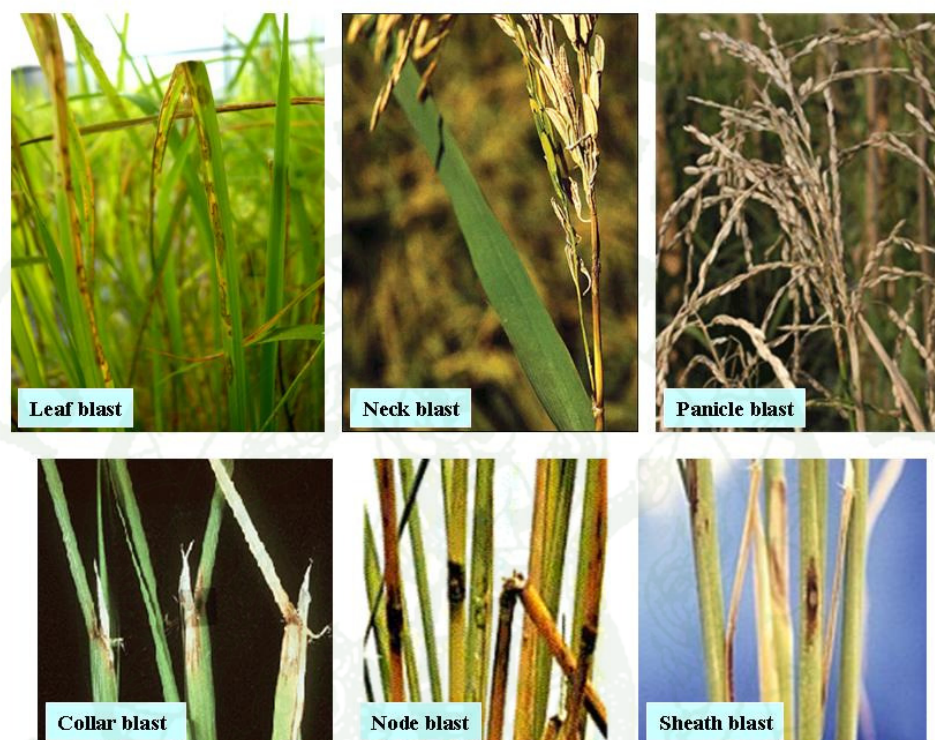 Leaf blast
Neck blast
Panicle blast
Collar blast
Node blast
Sheath blast